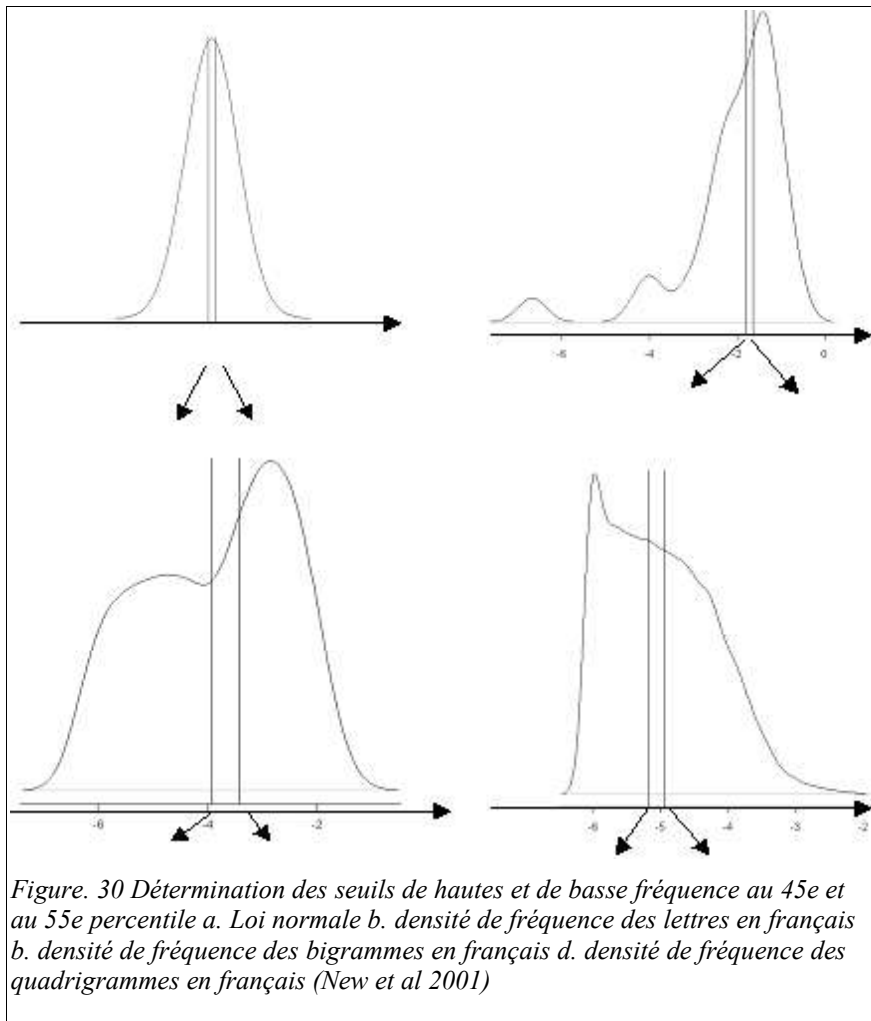 -6 -4 -2 0
-6 -4 -2
-6 -5 -4 -3 -2
Figure. 30 Détermination des seuils de hautes et de basse fréquence au 45e et
au 55e percentile a. Loi normale b. densité de fréquence des lettres en français
b. densité de fréquence des bigrammes en français d. densité de fréquence des
quadrigrammes en français (New et al 2001)